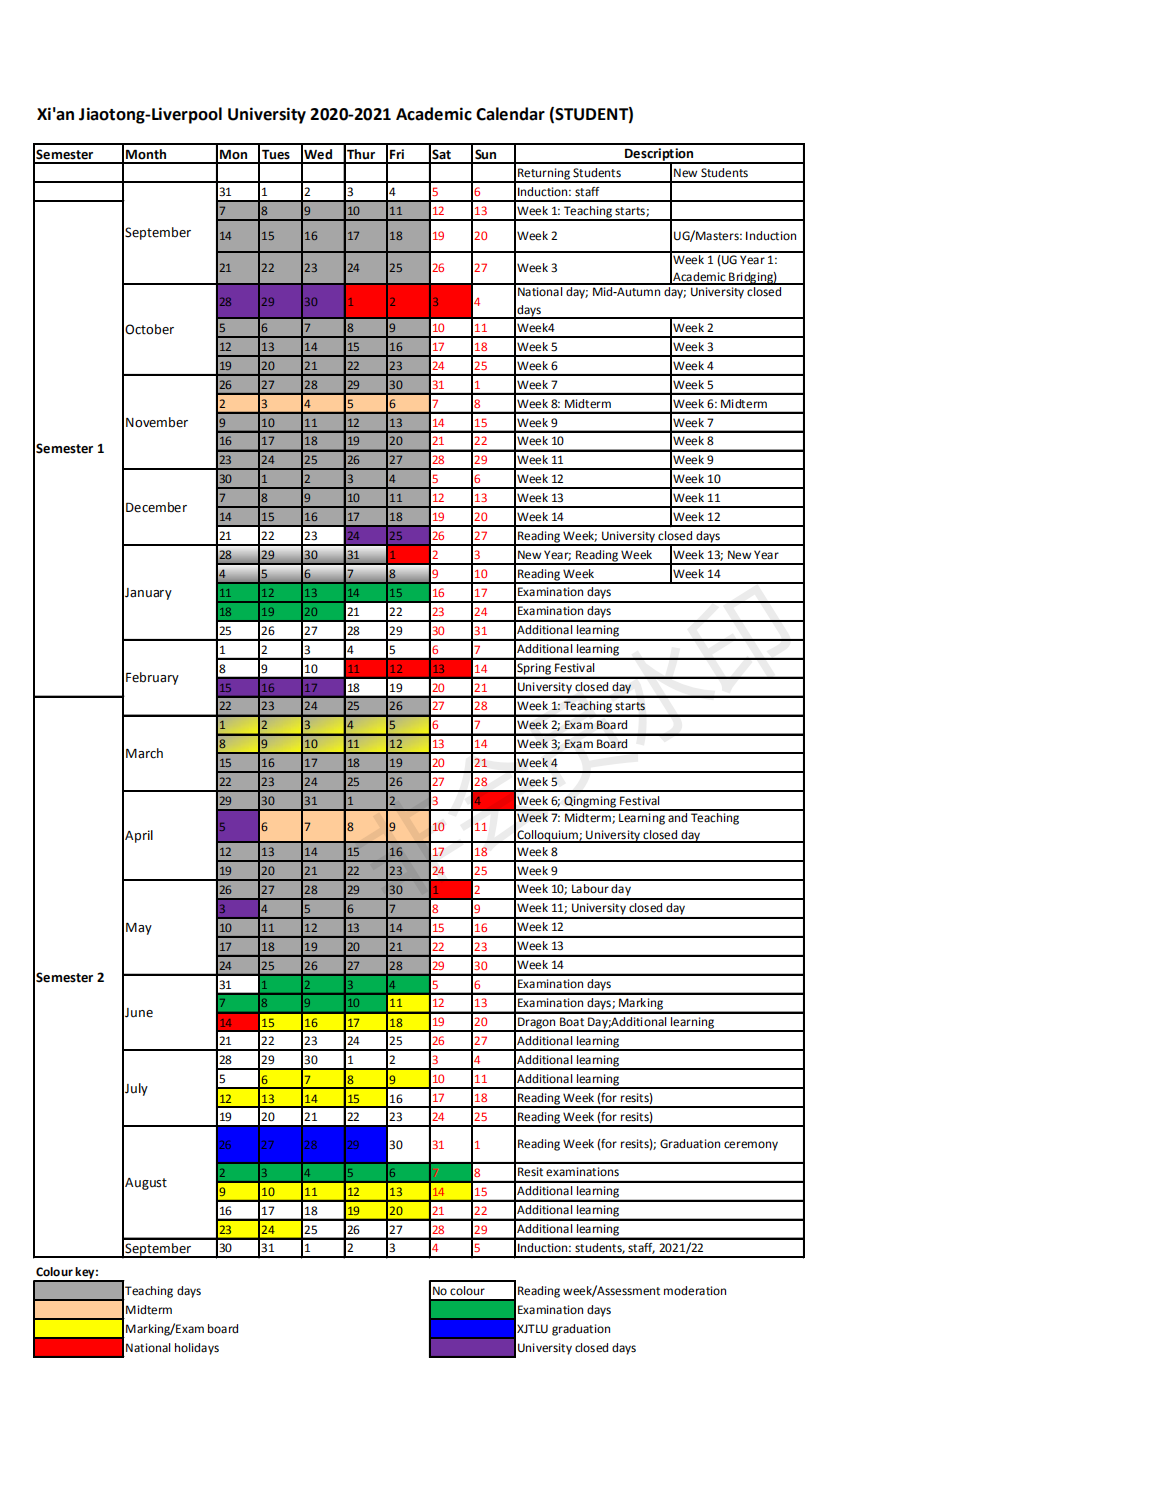 Xi'an Jiaotong-Liverpool University 2020-2021 Academic Calendar (STUDENT)
Semester Month Mon Tues Wed Thur Fri Sat Sun Description
Returning Students New Students
31 1 2 3 4 5 6 Induction: staff
7 8 9 10 11 12 13 Week 1: Teaching starts;
September 14 15 16 17 18 19 20 Week 2 UG/Masters: Induction
21 22 23 24 25 26 27 Week 3 Week 1 (UG Year 1:
Academic Bridging)
28 29 30 1 2 3 4 National day; Mid-Autumn day; University closed
days
October 5 6 7 8 9 10 11 Week4 Week 2
12 13 14 15 16 17 18 Week 5 Week 3
19 20 21 22 23 24 25 Week 6 Week 4
26 27 28 29 30 31 1 Week 7 Week 5
2 3 4 5 6 7 8 Week 8: Midterm Week 6: Midterm
November 9 10 11 12 13 14 15 Week 9 Week 7
Semester 1 16 17 18 19 20 21 22 Week 10 Week 8
23 24 25 26 27 28 29 Week 11 Week 9
30 1 2 3 4 5 6 Week 12 Week 10
December 7 8 9 10 11 12 13 Week 13 Week 11
14 15 16 17 18 19 20 Week 14 Week 12
21 22 23 24 25 26 27 Reading Week; University closed days
28 29 30 31 1 2 3 New Year; Reading Week Week 13; New Year
4 5 6 7 8 9 10 Reading Week Week 14
January 11 12 13 14 15 16 17 Examination days
18 19 20 21 22 23 24 Examination days
25 26 27 28 29 30 31 Additional learning
1 2 3 4 5 6 7 Additional learning
8 9 10 11 12 13 14 Spring Festival
February 15 16 17 18 19 20 21 University closed day
22 23 24 25 26 27 28 Week 1: Teaching starts
1 2 3 4 5 6 7 Week 2; Exam Board
8 9 10 11 12 13 14 Week 3; Exam Board
March 15 16 17 18 19 20 21 Week 4
22 23 24 25 26 27 28 Week 5
29 30 31 1 2 3 4 Week 6; Qingming Festival
April 5 6 7 8 9 10 11 Week 7: Midterm; Learning and Teaching
Colloquium; University closed day
12 13 14 15 16 17 18 Week 8
19 20 21 22 23 24 25 Week 9
26 27 28 29 30 1 2 Week 10; Labour day
3 4 5 6 7 8 9 Week 11; University closed day
May 10 11 12 13 14 15 16 Week 12
17 18 19 20 21 22 23 Week 13
Semester 2 24 25 26 27 28 29 30 Week 14
31 1 2 3 4 5 6 Examination days
June 7 8 9 10 11 12 13 Examination days; Marking
14 15 16 17 18 19 20 Dragon Boat Day;Additional learning
21 22 23 24 25 26 27 Additional learning
28 29 30 1 2 3 4 Additional learning
July 5 6 7 8 9 10 11 Additional learning
12 13 14 15 16 17 18 Reading Week (for resits)
19 20 21 22 23 24 25 Reading Week (for resits)
26 27 28 29 30 31 1 Reading Week (for resits); Graduation ceremony
August 2 3 4 5 6 7 8 Resit examinations
9 10 11 12 13 14 15 Additional learning
16 17 18 19 20 21 22 Additional learning
23 24 25 26 27 28 29 Additional learning
September 30 31 1 2 3 4 5 Induction: students, staff, 2021/22
Colour key:
Teaching days No colour Reading week/Assessment moderation
Midterm Examination days
Marking/Exam board XJTLU graduation
National holidays University closed days
非会员水印